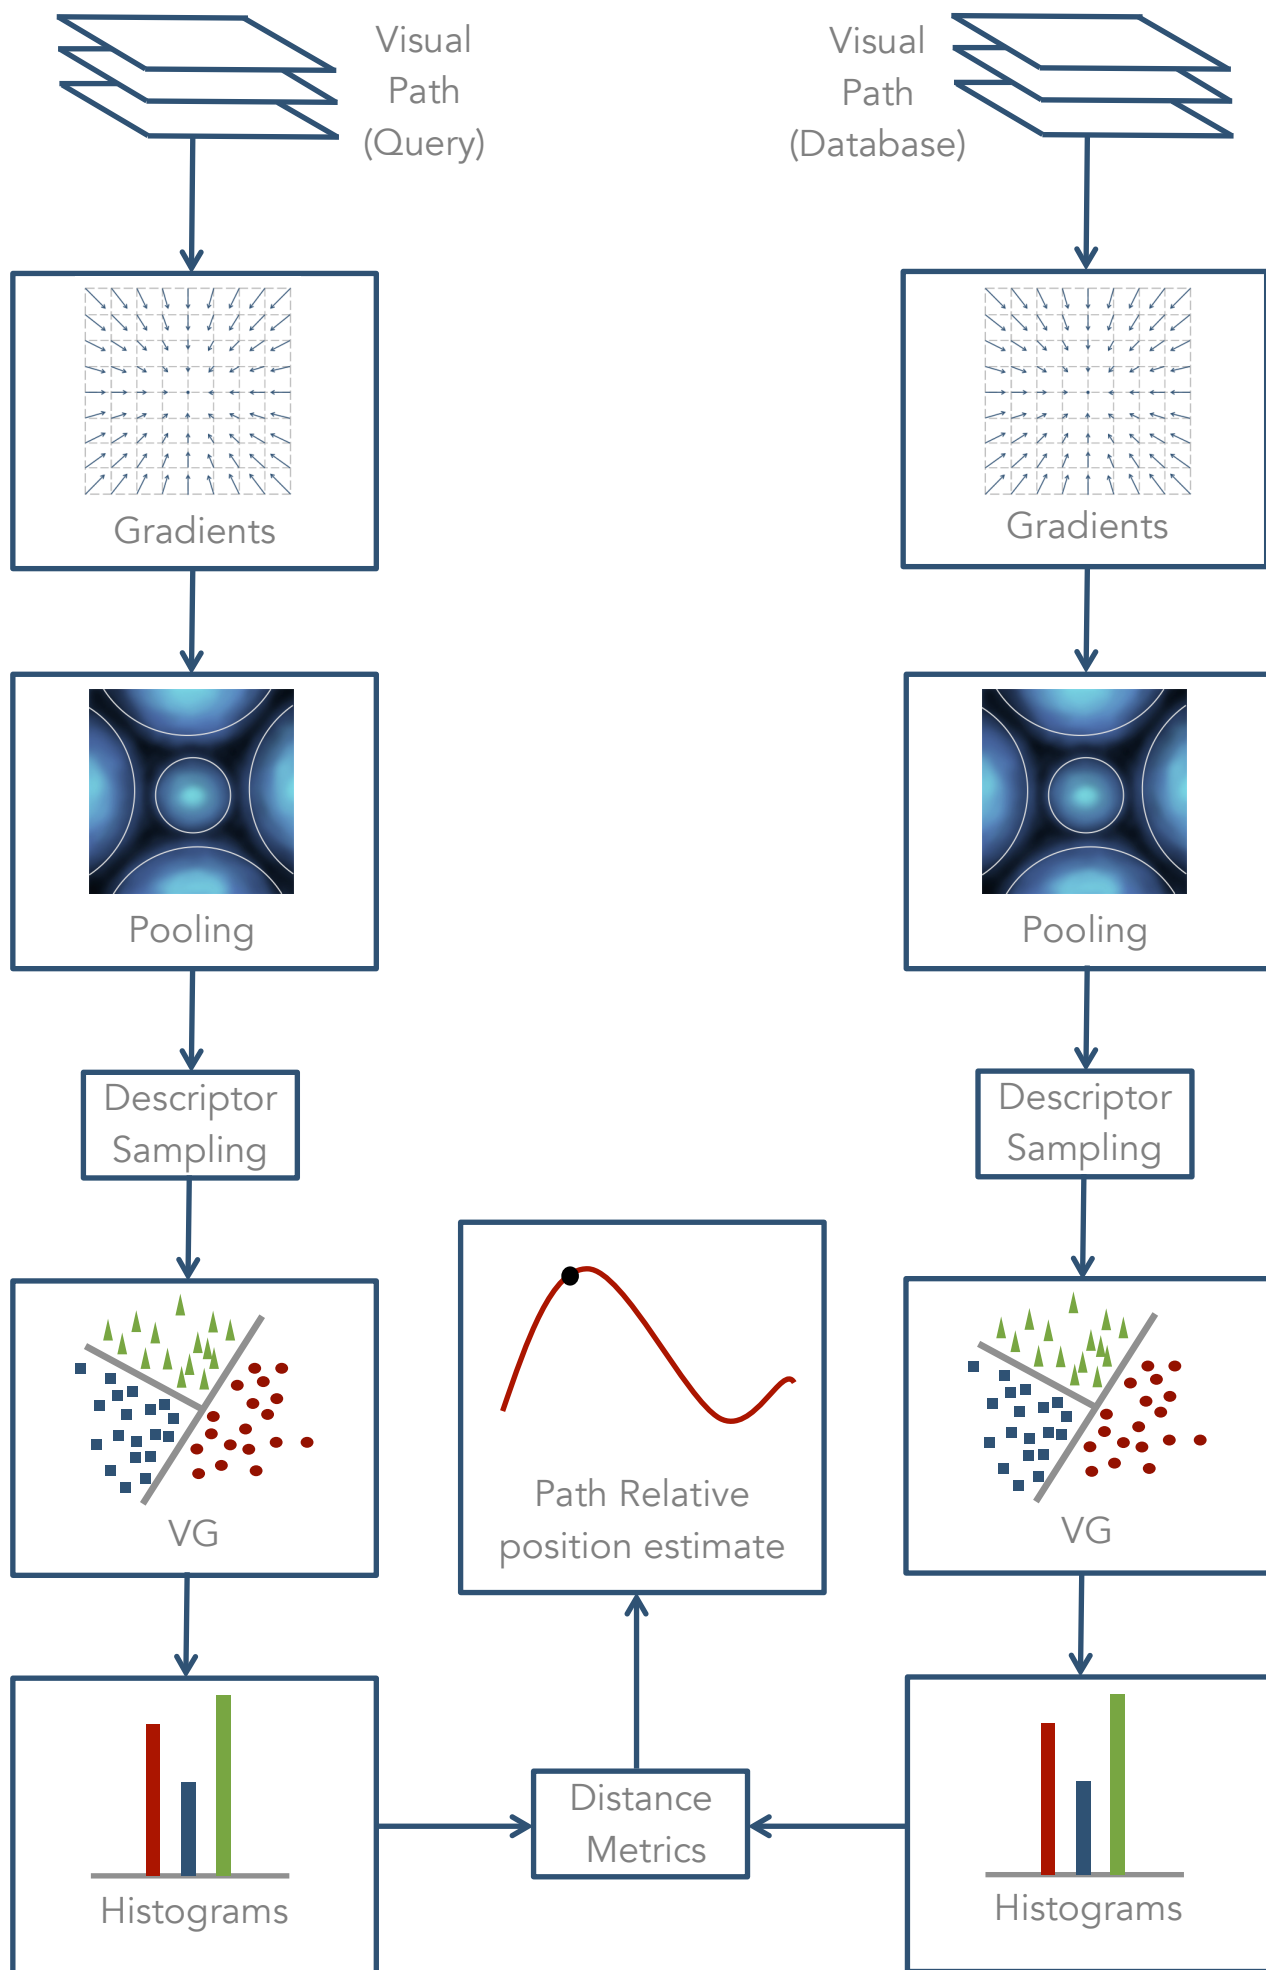 Visual
Path
(Query)
Visual
Path
(Database)
Gradients
Gradients
Pooling
Pooling
Descriptor
Sampling
Descriptor
Sampling
VG
VG
Path Relative
position estimate
Histograms
Distance
Metrics
Histograms